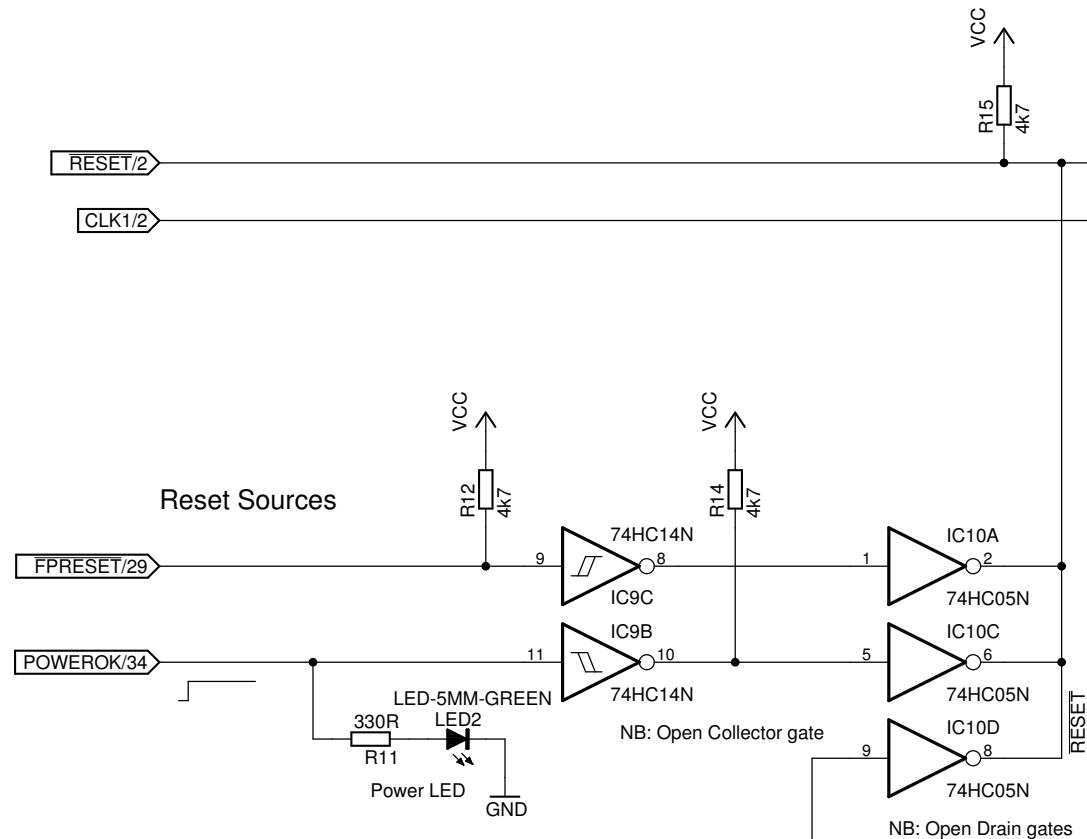 VCC
R15
4k7
RESET/2
CLK1/2
VCC
VCC
Reset Sources
R12
4k7
R14
4k7
74HC14N
IC10A
FPRESET/29
9
8
1
2
IC9C
74HC05N
IC9B
IC10C
POWEROK/34
11
10
5
6
LED-5MM-GREEN
74HC14N
74HC05N
330R
LED2
NB: Open Collector gate
IC10D
RESET
R11
9
8
Power LED
74HC05N
GND
NB: Open Drain gates